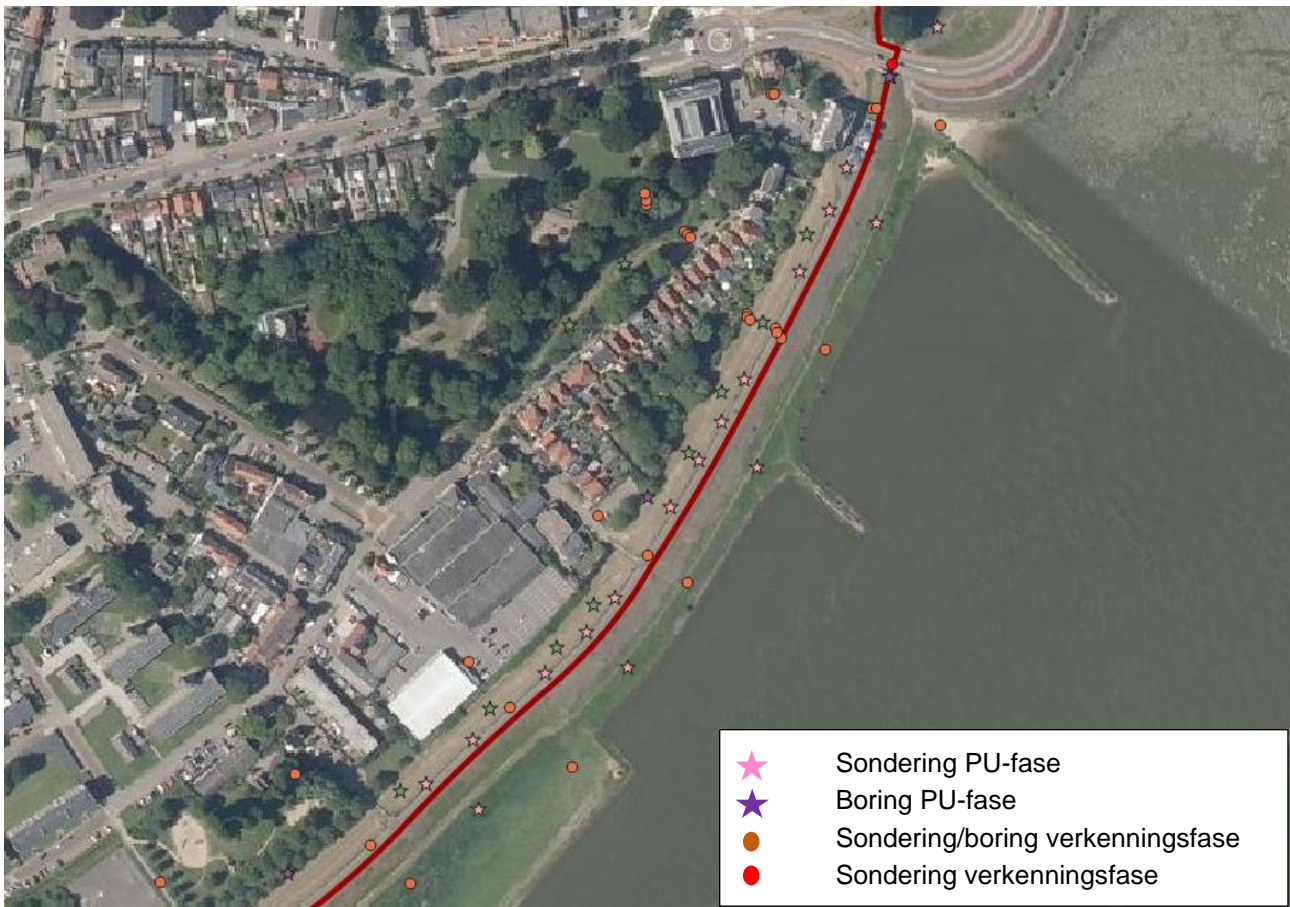 Sondering PU-fase
Boring PU-fase
Sondering/boring verkenningsfase
Sondering verkenningsfase